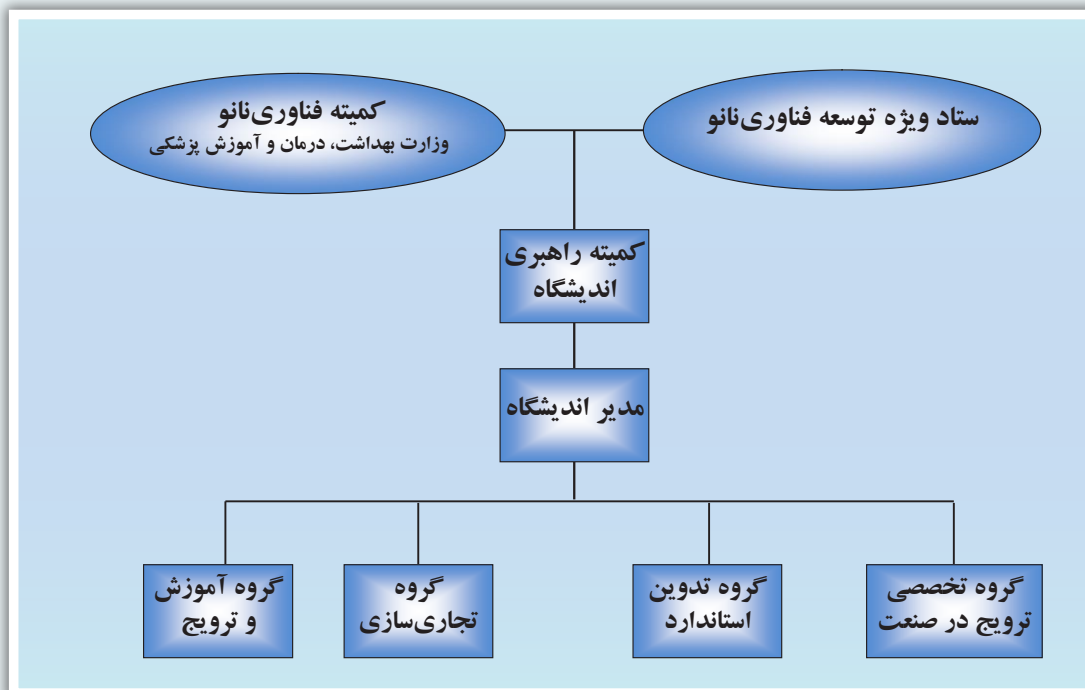 ستاد ویژه توسعه فناوری‌نانو
کمیته فناوری‌نانو
وزارت بهداشت، درمان و آموزش پزشکی
کمیته راهبری
اندیشگاه
مدیر اندیشگاه
گروه تخصصی
ترویج در صنعت
گروه تدوین
استاندارد
گروه
تجاری‌سازی
گروه آموزش
و ترویج